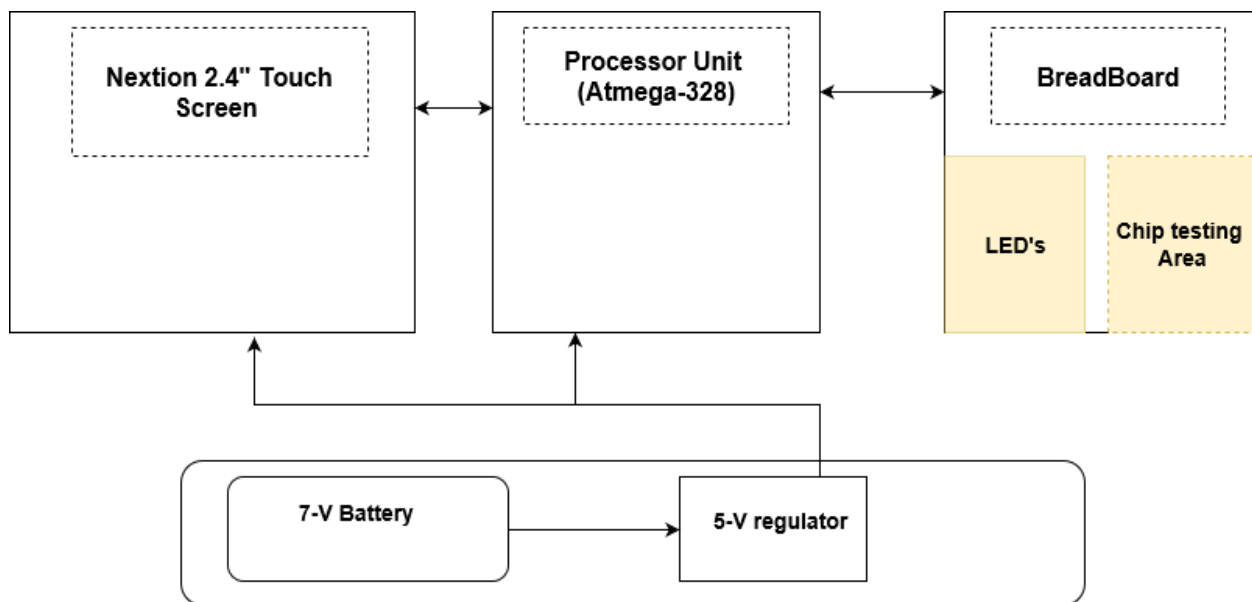 Nextion 2.4" Touch
Screen
Processor Unit
(Atmega-328)
BreadBoard
LED's
Chip testing
Area
7-V Battery
5-V regulator